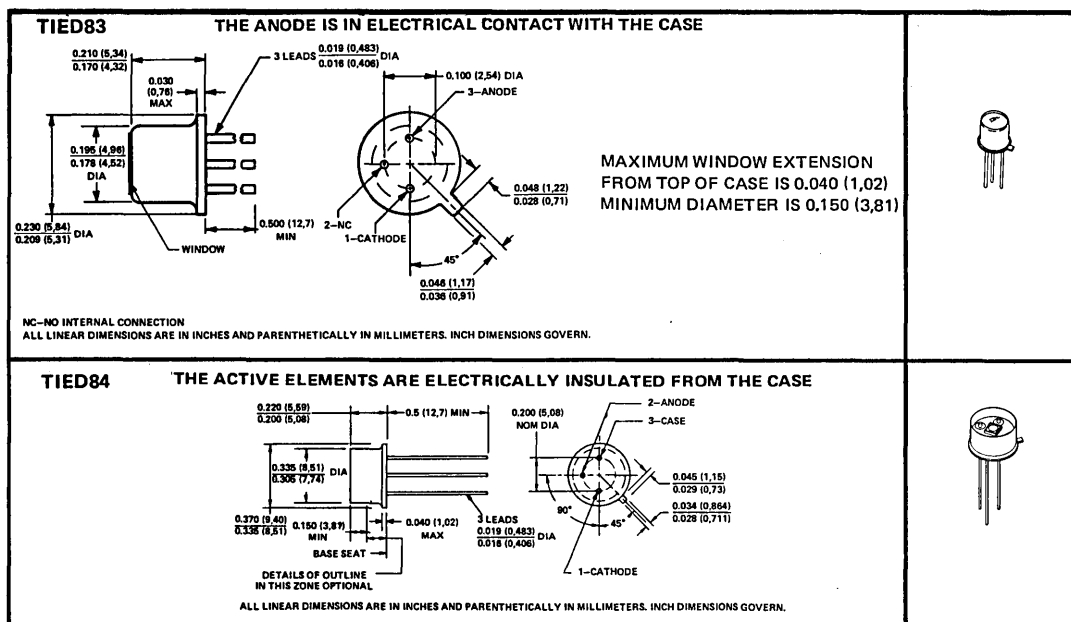 TIED83
THE ANODE IS IN ELECTRICAL CONTACT WITH THE CASE
0.210 (5,34)
0.170 (4,32)
3 LEADS 0.019 (0,483) DIA
0.016 (0,406)
0.030
(0,76)
MAX
0.100 (2,54) DIA
3–ANODE
0.195 (4,96)
0.178 (4,52)
DIA
MAXIMUM WINDOW EXTENSION
FROM TOP OF CASE IS 0.040 (1,02)
MINIMUM DIAMETER IS 0.150 (3,81)
0.048 (1,22)
0.028 (0,71)
0.230 (5,84) DIA
0.209 (5,31)
WINDOW
0.500 (12,7)
MIN
2–NC
1–CATHODE
45°
0.046 (1,17)
0.036 (0,91)
NC–NO INTERNAL CONNECTION
ALL LINEAR DIMENSIONS ARE IN INCHES AND PARENTHETICALLY IN MILLIMETERS. INCH DIMENSIONS GOVERN.
TIED84
THE ACTIVE ELEMENTS ARE ELECTRICALLY INSULATED FROM THE CASE
0.220 (5,59)
0.200 (5,08)
0.5 (12,7) MIN
0.200 (5,08)
NOM DIA
2–ANODE
3–CASE
0.335 (8,51) DIA
0.305 (7,74)
0.045 (1,15)
0.029 (0,73)
0.034 (0,864)
0.028 (0,711)
90°
45°
0.370 (9,40)
0.335 (8,51)
0.150 (3,81)
MIN
0.040 (1,02)
MAX
3 LEADS
0.019 (0,483) DIA
0.016 (0,406)
BASE SEAT
1–CATHODE
DETAILS OF OUTLINE
IN THIS ZONE OPTIONAL
ALL LINEAR DIMENSIONS ARE IN INCHES AND PARENTHETICALLY IN MILLIMETERS. INCH DIMENSIONS GOVERN.